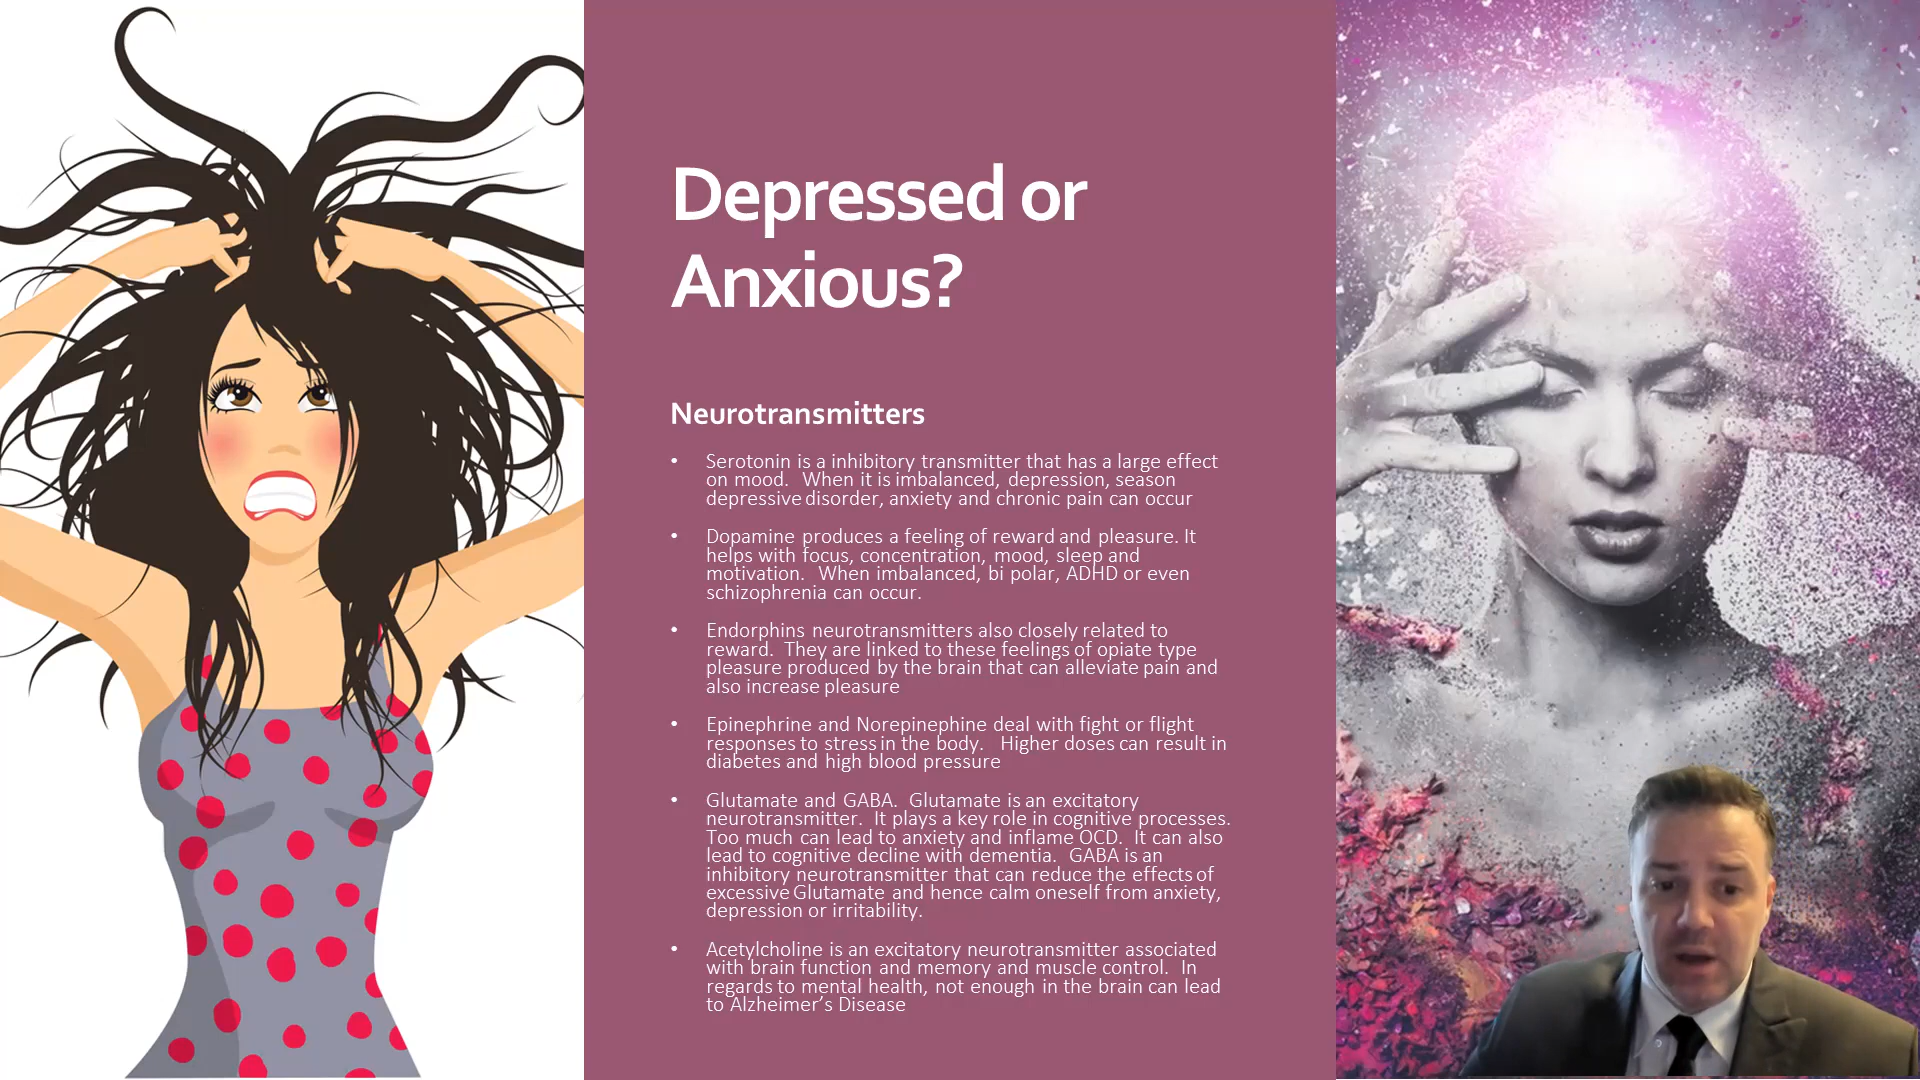 Depressed or
Anxious?
Neurotransmitters
• Serotonin is a inhibitory transmitter that has a large effect
on mood. When it is imbalanced, depression, season
depressive disorder, anxiety and chronic pain can occur
• Dopamine produces a feeling of reward and pleasure. It
helps with focus, concentration, mood, sleep and
motivation. When imbalanced, bi polar, ADHD or even
schizophrenia can occur.
• Endorphins neurotransmitters also closely related to
reward. They are linked to these feelings of opiate type
pleasure produced by the brain that can alleviate pain and
also increase pleasure
• Epinephrine and Norepinephine deal with fight or flight
responses to stress in the body. Higher doses can result in
diabetes and high blood pressure
• Glutamate and GABA. Glutamate is an excitatory
neurotransmitter. It plays a key role in cognitive processes.
Too much can lead to anxiety and inflame OCD. It can also
lead to cognitive decline with dementia. GABA is an
inhibitory neurotransmitter that can reduce the effects of
excessive Glutamate and hence calm oneself from anxiety,
depression or irritability.
• Acetylcholine is an excitatory neurotransmitter associated
with brain function and memory and muscle control. In
regards to mental health, not enough in the brain can lead
to Alzheimer’s Disease